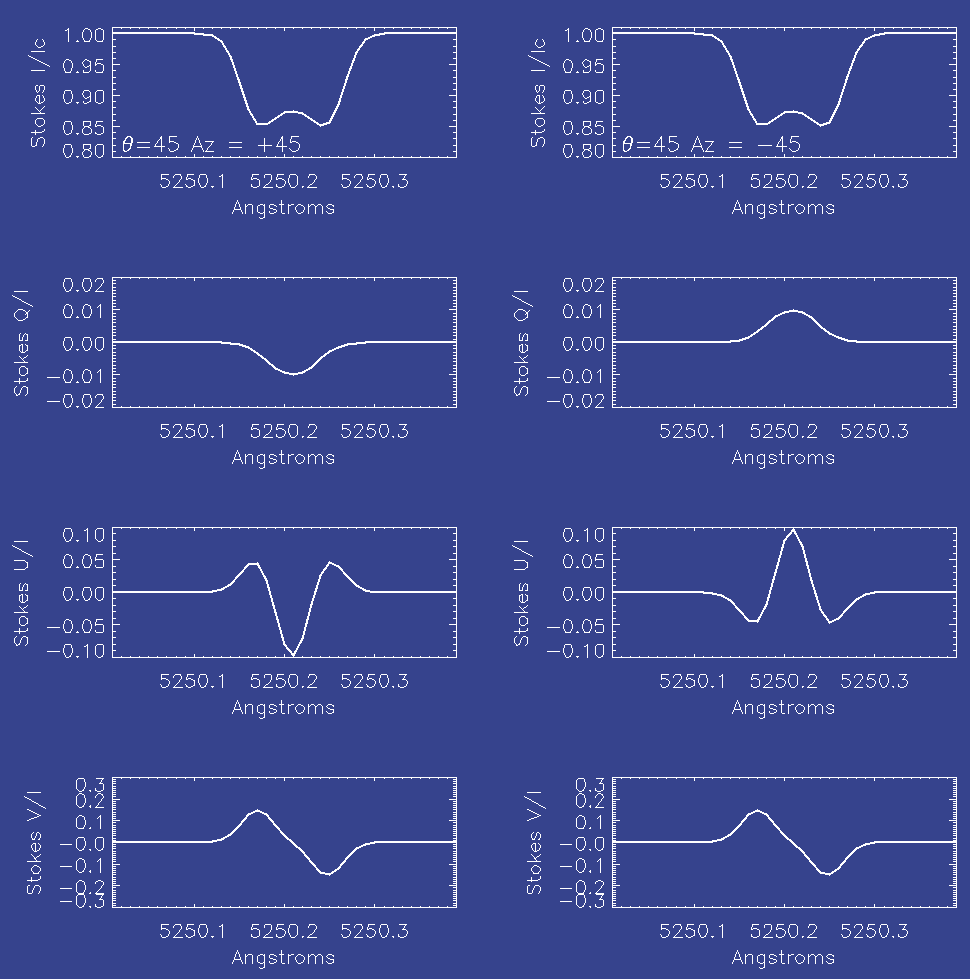 Stokes I/Ic
1.00
0.95
0.90
0.85
0.80
θ=45 Az = +45
5250.1 5250.2 5250.3
Angstroms
Stokes I/Ic
1.00
0.95
0.90
0.85
0.80
θ=45 Az = −45
5250.1 5250.2 5250.3
Angstroms
Stokes Q/I
0.02
0.01
0.00
−0.01
−0.02
5250.1 5250.2 5250.3
Angstroms
Stokes Q/I
0.02
0.01
0.00
−0.01
−0.02
5250.1 5250.2 5250.3
Angstroms
Stokes U/I
0.10
0.05
0.00
−0.05
−0.10
5250.1 5250.2 5250.3
Angstroms
Stokes U/I
0.10
0.05
0.00
−0.05
−0.10
5250.1 5250.2 5250.3
Angstroms
Stokes V/I
0.3
0.2
0.1
−0.0
−0.1
−0.2
−0.3
5250.1 5250.2 5250.3
Angstroms
Stokes V/I
0.3
0.2
0.1
−0.0
−0.1
−0.2
−0.3
5250.1 5250.2 5250.3
Angstroms